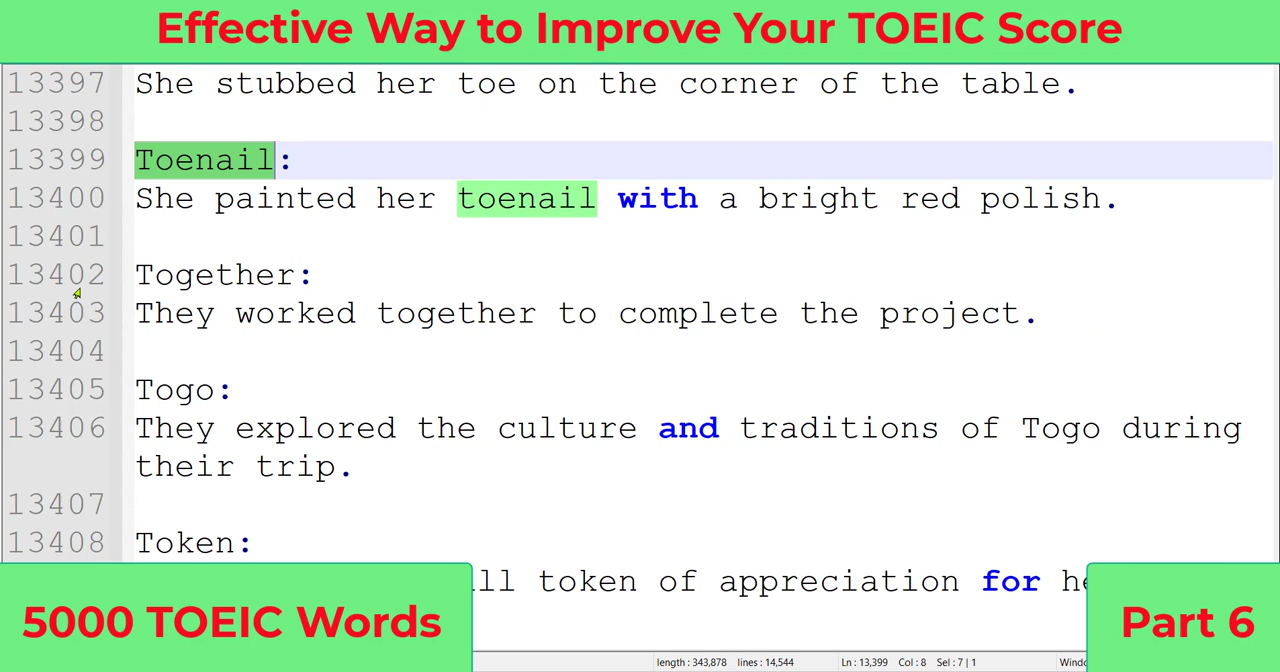 Effective Way to Improve Your TOEIC Score
13397 She stubbed her toe on the corner of the table.
13398
13399 Toenail:
13400 She painted her toenail with a bright red polish.
13401
13402 Together:
13403 They worked together to complete the project.
13404
13405 Togo:
13406 They explored the culture and traditions of Togo during
their trip.
13407
13408 Token:
token of appreciation for
5000 TOEIC Words
Part 6
length : 343,878 lines : 14,544 Ln : 13,399 Col : 8 Sel : 7 | 1